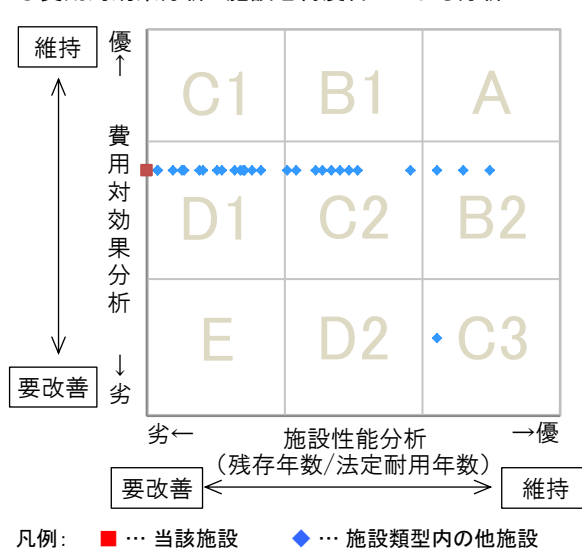 維持
優
↑
費用対効果分析
↓
劣
要改善
C1 B1 A
D1 C2 B2
E D2 C3
劣← 施設性能分析 →優
(残存年数/法定耐用年数)
要改善 維持
凡例: ■ … 当該施設 ◆ … 施設類型内の他施設